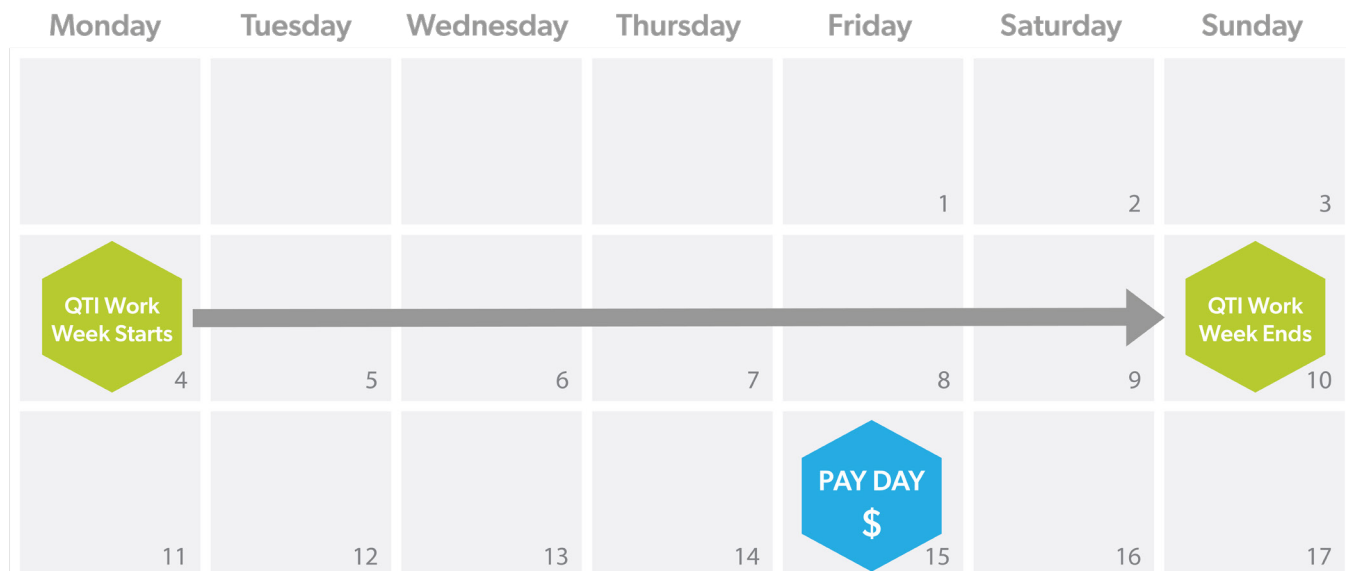 Monday Tuesday Wednesday Thursday Friday Saturday Sunday
1 2 3
QTI Work
Week Starts
QTI Work
Week Ends
4 5 6 7 8 9 10
PAY DAY
$
11 12 13 14 15 16 17